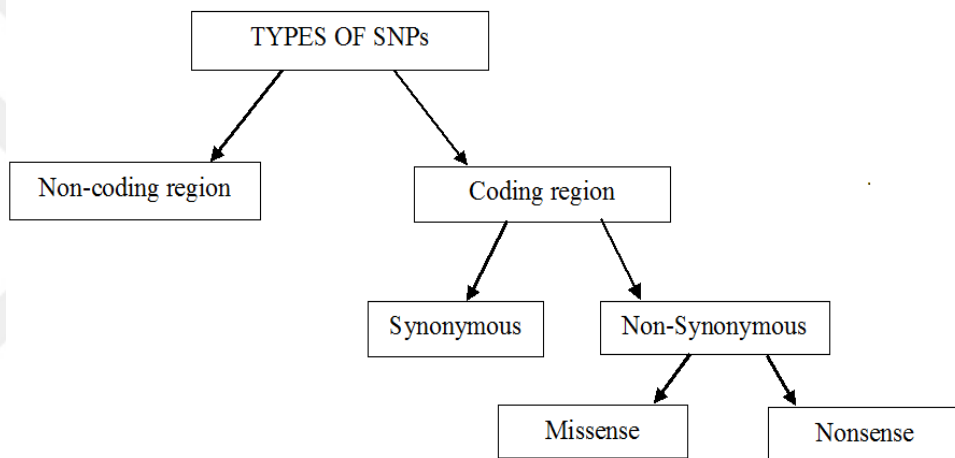 TYPES OF SNPs
Non-coding region
Coding region
Synonymous
Non-Synonymous
Missense
Nonsense